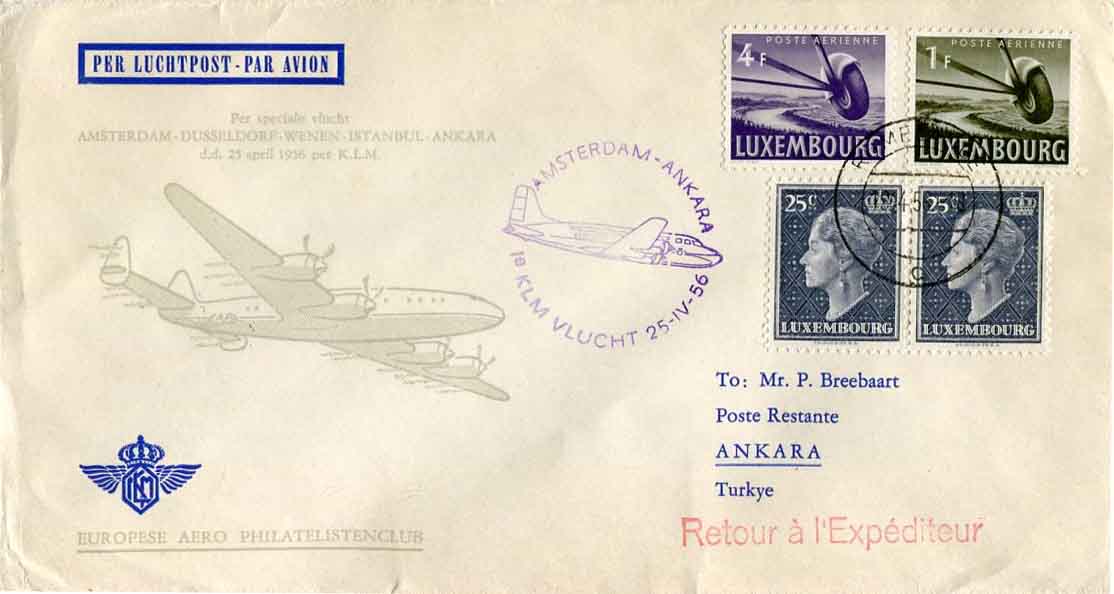 PER LUCHTPOST - PAR AVION
Per speciale vlucht
AMSTERDAM - DUSSELDORF - WENEN - ISTANBUL - ANKARA
d.d. 25 april 1956 per K.L.M.
AMSTERDAM - ANKARA
1e KLM VLUCHT 25-IV-56
POSTE AERIENNE
4F
LUXEMBOURG
POSTE AERIENNE
1F
LUXEMBOURG
25c
LUXEMBOURG
25c
LUXEMBOURG
To: Mr. P. Breebaart
Poste Restante
ANKARA
Turkye
Retour à l'Expéditeur
KLM
EUROPESE AERO PHILATELISTENCLUB